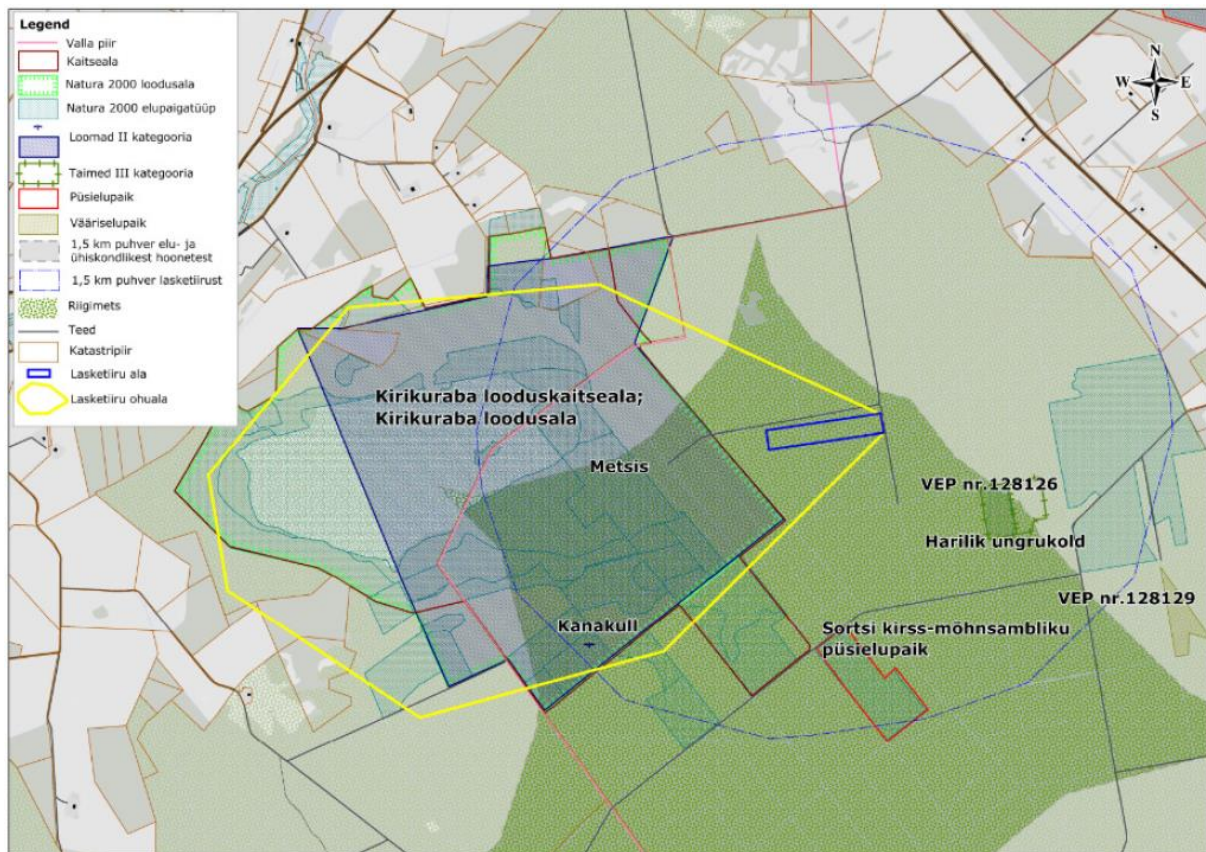 Legend
Valla piir
Kaitseala
Natura 2000 loodusala
Natura 2000 elupaigatüüp
Loomad II kategooria
Taimed III kategooria
Püsielupaik
Vääriselupaik
1,5 km puhver elu- ja
ühiskondlikest hoonetest
1,5 km puhver lasketiirust
Riigimets
Teed
Katastripiir
Lasketiiru ala
Lasketiiru ohuala
N
W E
S
Kirikuraba looduskaitseala;
Kirikuraba loodusala
Metsis
VEP nr.128126
Harilik ungrukold
VEP nr.128129
Kanakull
Sortsi kirss-möhnsambliku
püsielupaik